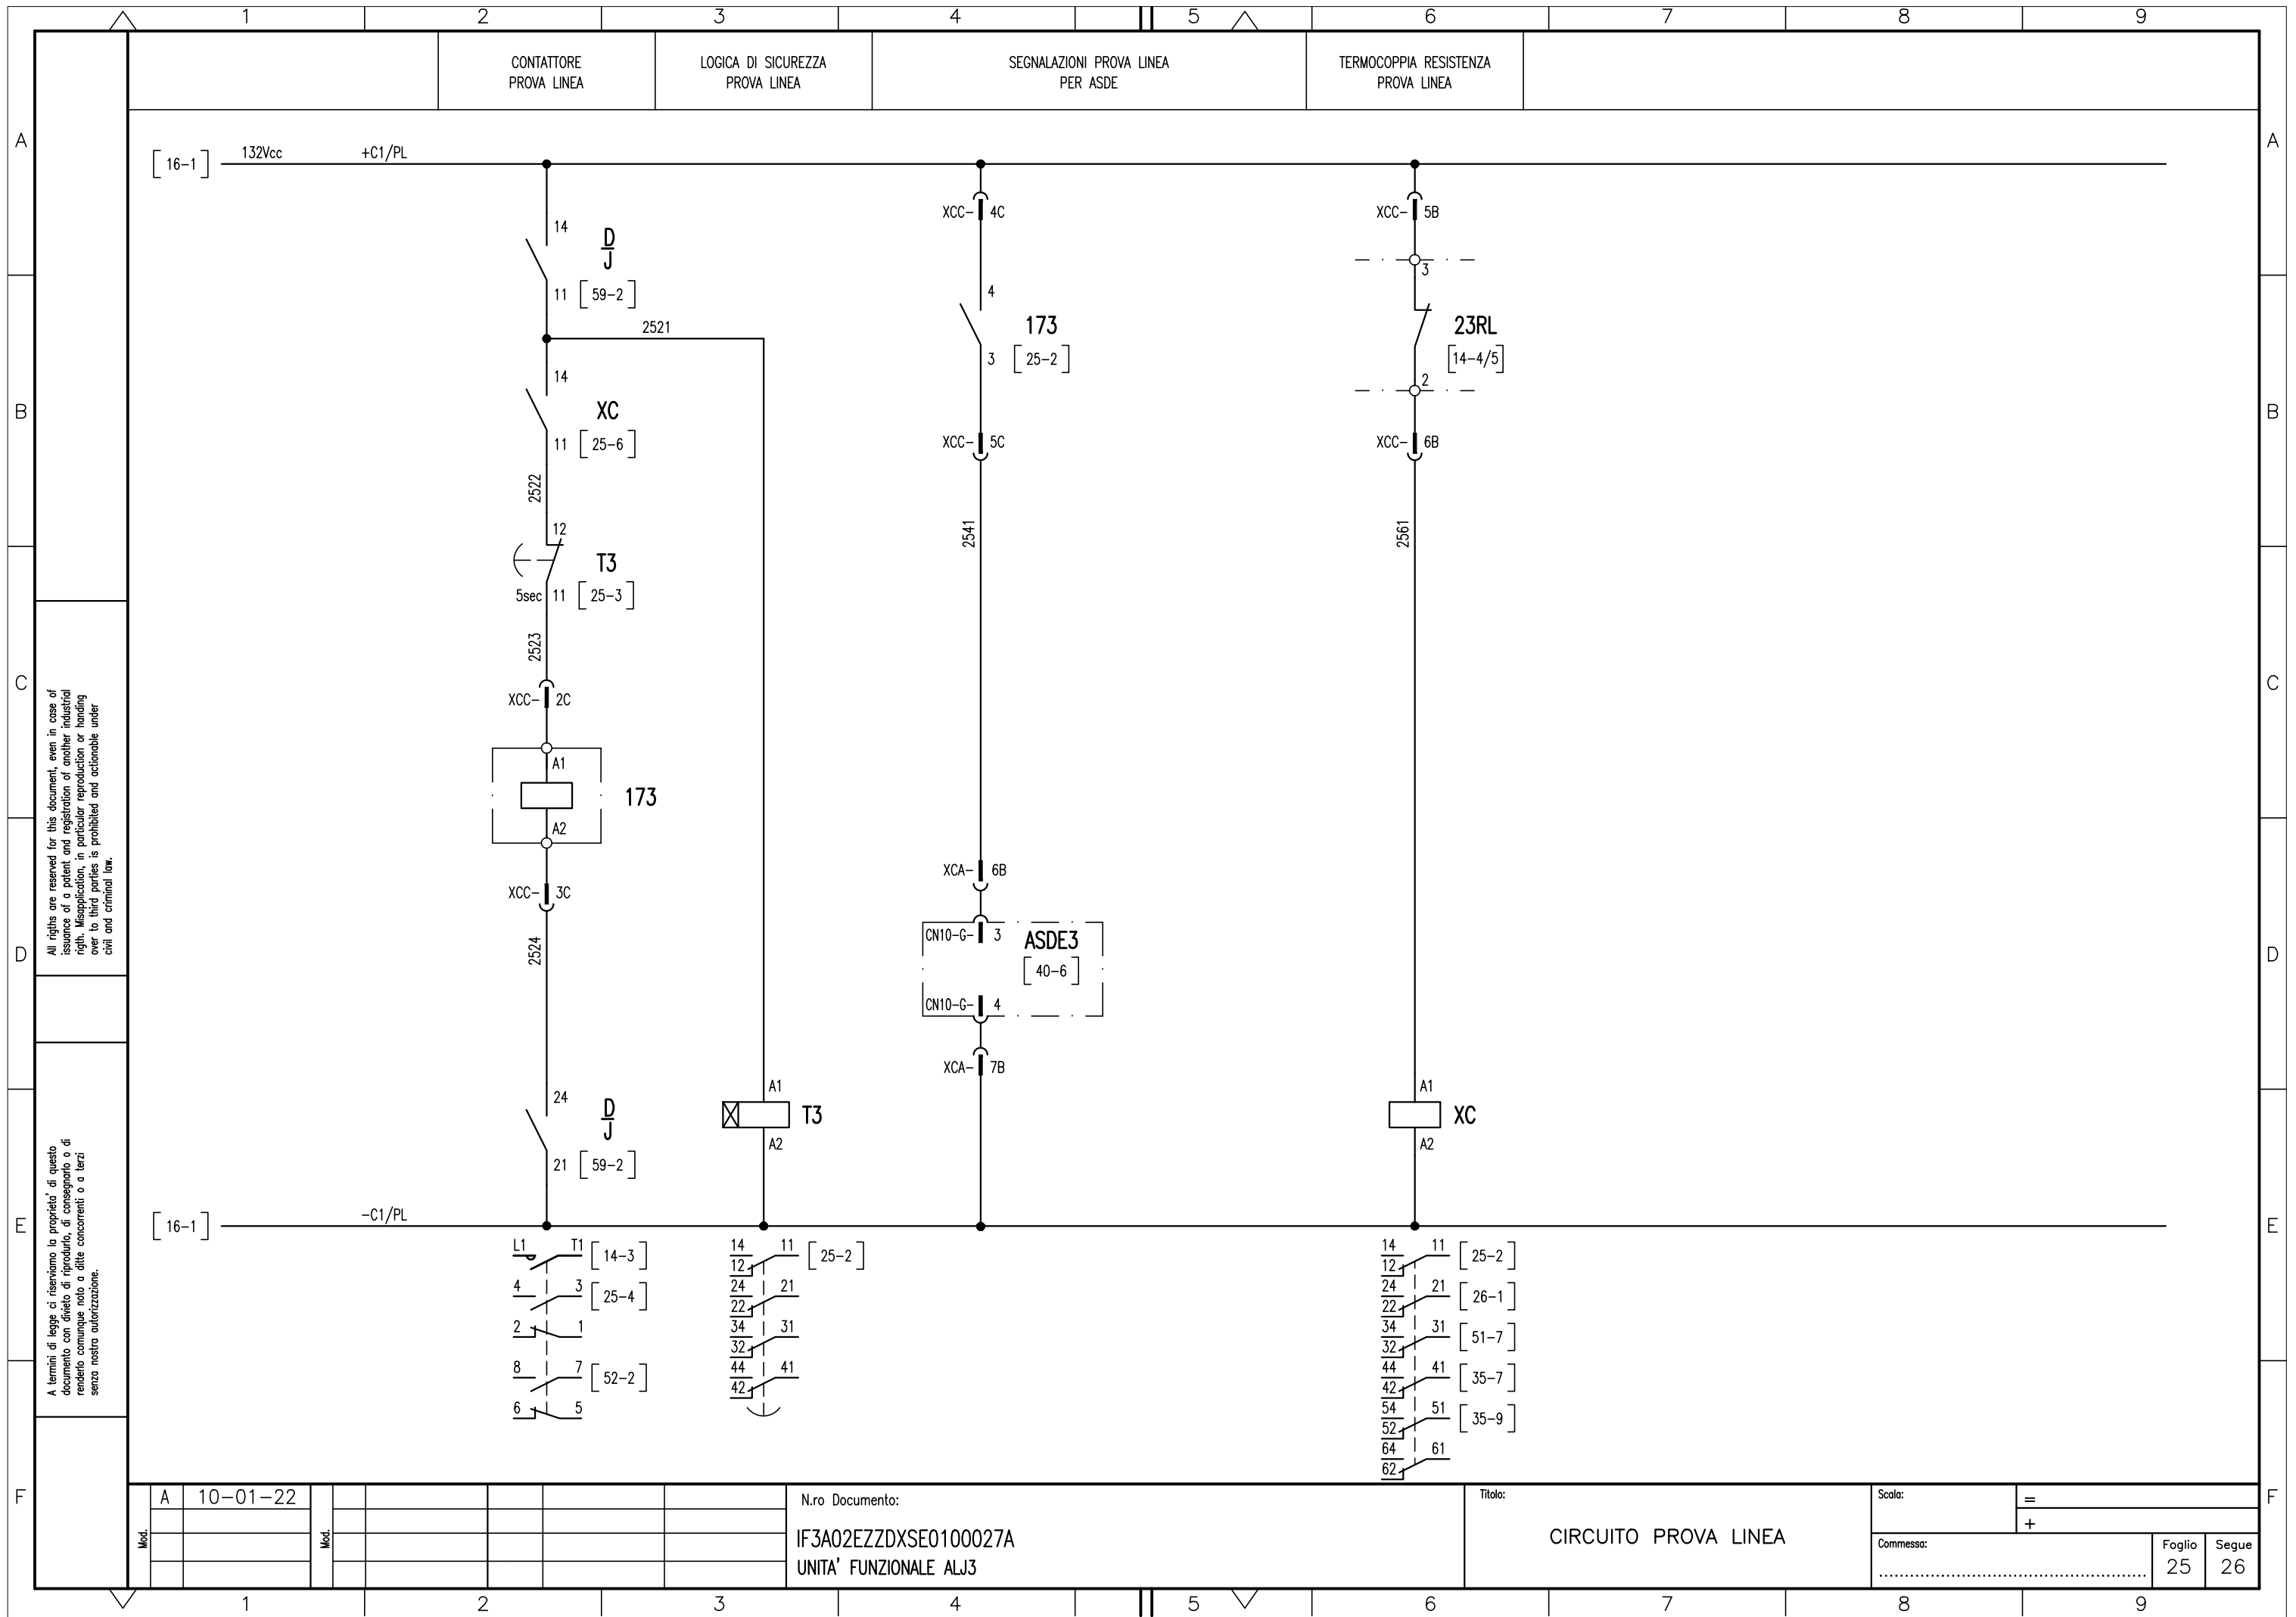 1 2 3 4 5 6 7 8 9
CONTATTORE
PROVA LINEA
LOGICA DI SICUREZZA
PROVA LINEA
SEGNALAZIONI PROVA LINEA
PER ASDE
TERMOCOPPIA RESISTENZA
PROVA LINEA
A A
[16-1] 132Vcc +C1/PL
XCC- 4C
XCC- 5B
14
D
J
11 [59-2]
3
2521
4
173
3 [25-2]
23RL
[14-4/5]
2
14
XC
11 [25-6]
B B
XCC- 5C
XCC- 6B
2522
2541
2561
12
T3
5sec 11 [25-3]
2523
C C
XCC- 2C
A1
173
A2
XCC- 3C
2524
XCA- 6B
CN10-G- 3
ASDE3
[40-6]
D D
CN10-G- 4
XCA- 7B
24
D
J
21 [59-2]
A1
T3
A2
A1
XC
A2
E E
[16-1] -C1/PL
L1 T1 [14-3]
4 3 [25-4]
2 1
8 7 [52-2]
6 5
14 11 [25-2]
12
24 21
22
34 31
32
44 41
42
14 11 [25-2]
12
24 21 [26-1]
22
34 31 [51-7]
32
44 41 [35-7]
42
54 51 [35-9]
52
64 61
62
All rigths are reserved for this document, even in case of
issuance of a patent and registration of another industrial
rigth. Misapplication, in particular reproduction or handing
over to third parties is prohibited and actionable under
civil and criminal law.
A termini di legge ci riserviamo la proprieta' di questo
documento con divieto di riprodurlo, di consegnarlo o di
renderlo comunque noto a ditte concorrenti o a terzi
senza nostra autorizzazione.
F F
Mod.
A 10-01-22
Mod.
N.ro Documento:
IF3A02EZZDXSE0100027A
UNITA' FUNZIONALE ALJ3
Titolo:
CIRCUITO PROVA LINEA
Scala:
=
+
Commessa:
Foglio
25
Segue
26
1 2 3 4 5 6 7 8 9